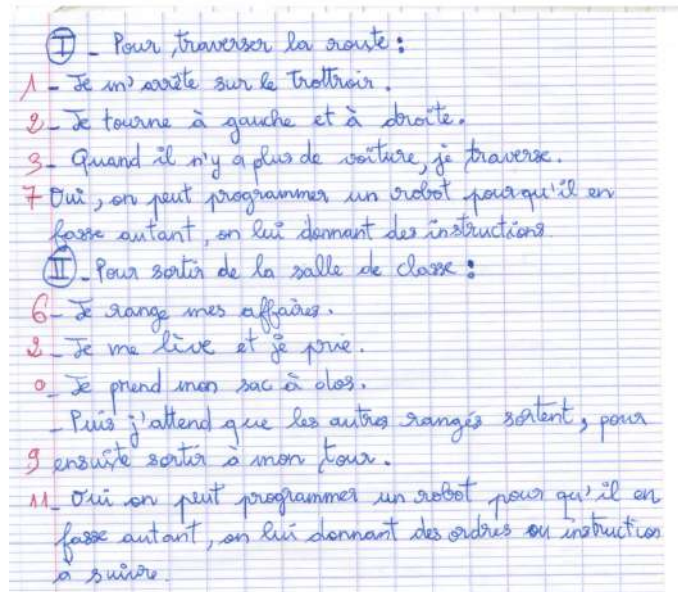 I - Pour traverser la route :
1 - Je m'arrête sur le trottroir.
2 - Je tourne à gauche et à droite.
3 - Quand il n'y a plus de voiture, je traverse.
7 Oui, on peut programmer un robot pour qu'il en
fasse autant, en lui donnant des instructions.
II - Pour sortir de la salle de classe :
6 - Je range mes affaires.
2 - Je me lève et je prie.
0 - Je prend mon sac à dos.
- Puis j'attend que les autres rangés sortent, pour
9 ensuite sortir à mon tour.
11 - Oui on peut programmer un robot pour qu'il en
fasse autant, en lui donnant des ordres ou instruction
à suivre.